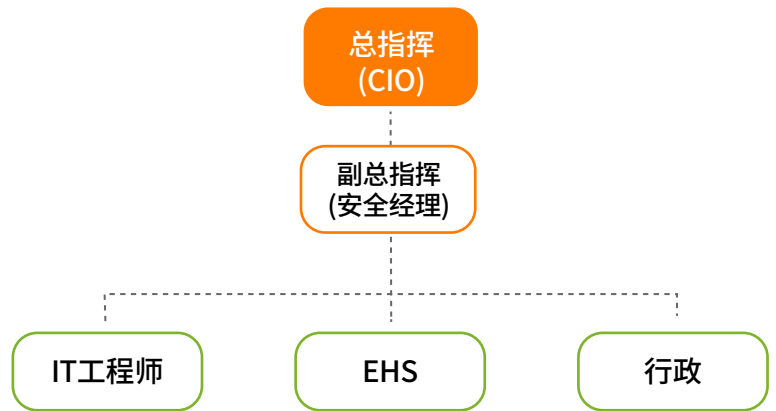 总指挥
(CIO)
副总指挥
(安全经理)
IT工程师
EHS
行政